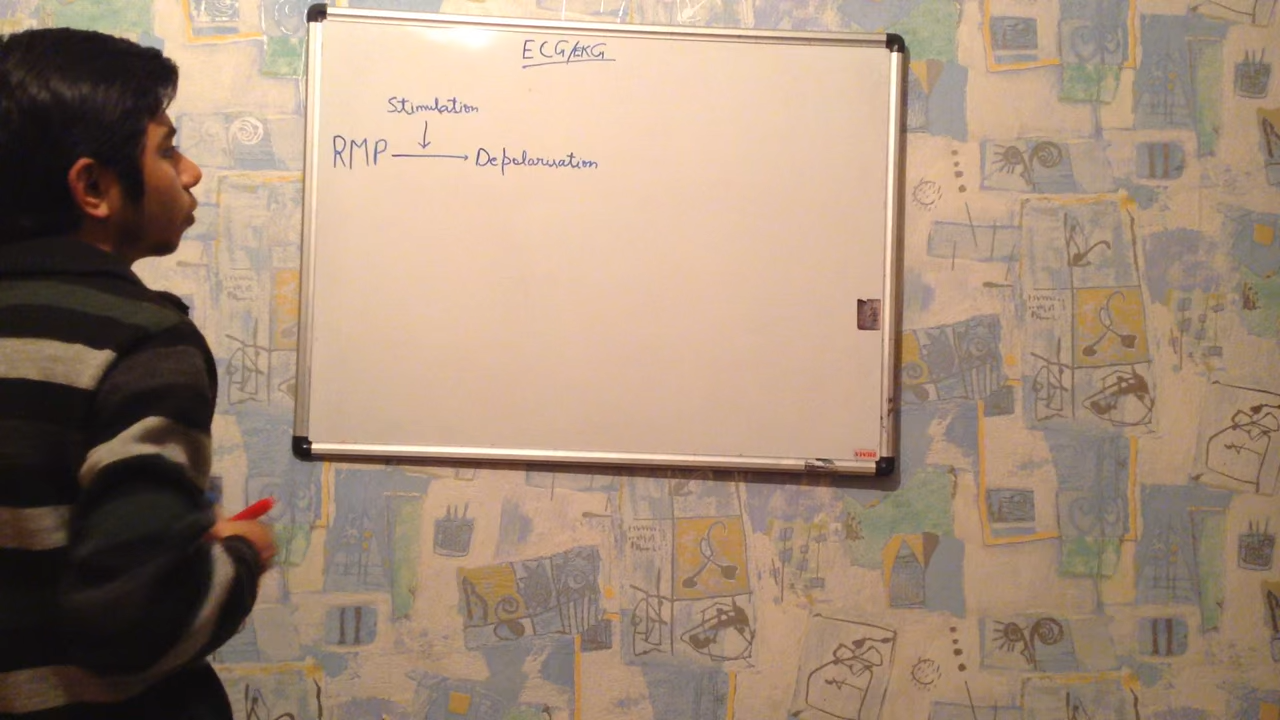 ECG/EKG
Stimulation
RMP → Depolarisation